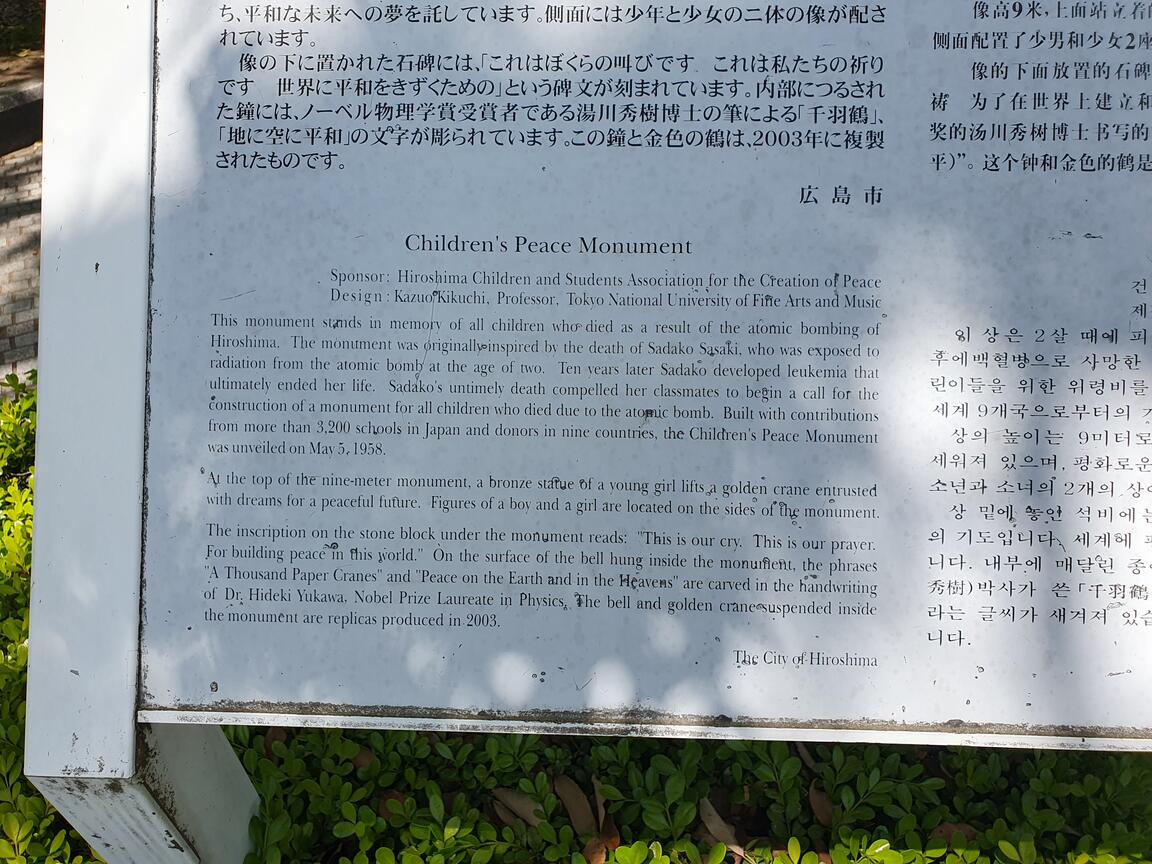 ち、平和な未来への夢を託しています。側面には少年と少女の二体の像が配さ
れています。
像の下に置かれた石碑には、「これはぼくらの叫びです　これは私たちの祈り
です　世界に平和をきずくための」という碑文が刻まれています。内部につるされ
た鐘には、ノーベル物理学賞受賞者である湯川秀樹博士の筆による「千羽鶴」、
「地に空に平和」の文字が彫られています。この鐘と金色の鶴は、2003年に複製
されたものです。
広島市
Children's Peace Monument
Sponsor: Hiroshima Children and Students Association for the Creation of Peace
Design : Kazuo Kikuchi, Professor, Tokyo National University of Fine Arts and Music
This monument stands in memory of all children who died as a result of the atomic bombing of
Hiroshima. The monument was originally inspired by the death of Sadako Sasaki, who was exposed to
radiation from the atomic bomb at the age of two. Ten years later Sadako developed leukemia that
ultimately ended her life. Sadako's untimely death compelled her classmates to begin a call for the
construction of a monument for all children who died due to the atomic bomb. Built with contributions
from more than 3,200 schools in Japan and donors in nine countries, the Children's Peace Monument
was unveiled on May 5, 1958.
At the top of the nine-meter monument, a bronze statue of a young girl lifts a golden crane entrusted
with dreams for a peaceful future. Figures of a boy and a girl are located on the sides of the monument.
The inscription on the stone block under the monument reads: "This is our cry. This is our prayer.
For building peace in this world." On the surface of the bell hung inside the monument, the phrases
"A Thousand Paper Cranes" and "Peace on the Earth and in the Heavens" are carved in the handwriting
of Dr. Hideki Yukawa, Nobel Prize Laureate in Physics. The bell and golden crane suspended inside
the monument are replicas produced in 2003.
The City of Hiroshima
像高9米，上面站立着
侧面配置了少男和少女2座
像的下面放置的石碑
祷　为了在世界上建立和
奖的汤川秀树博士书写的
平)”。这个钟和金色的鹤是
건
제
이 상은 2살 때에 피
후에백혈병으로 사망한
린이들을 위한 위령비를
세계 9개국으로부터의 기
상의 높이는 9미터로
세워져 있으며, 평화로운
소년과 소녀의 2개의 상이
상 밑에 놓인 석비에는
의 기도입니다、세계에 평
니다. 내부에 매달린 종에
秀樹)박사가 쓴「千羽鶴
라는 글씨가 새겨져 있습
니다.